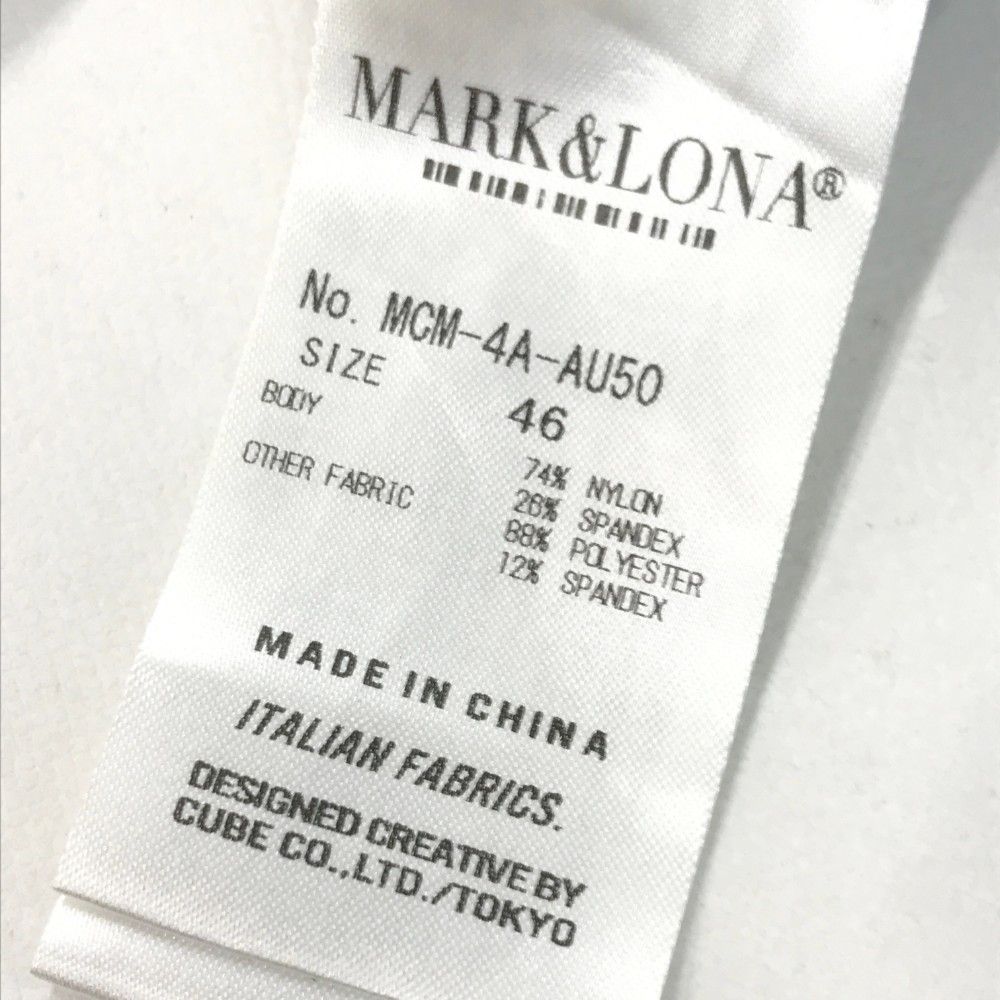 MARK&LONA®
No. MCM-4A-AU50
SIZE 46
BODY 74% NYLON
26% SPANDEX
OTHER FABRIC 88% POLYESTER
12% SPANDEX
MADE IN CHINA
ITALIAN FABRICS.
DESIGNED CREATIVE BY
CUBE CO.,LTD./TOKYO